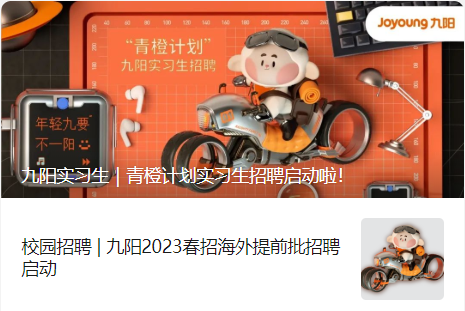 Joyoung 九阳
“青橙计划”
九阳实习生招聘
年轻九要
不一阳
九阳实习生 | 青橙计划实习生招聘启动啦!
校园招聘 | 九阳2023春招海外提前批招聘
启动